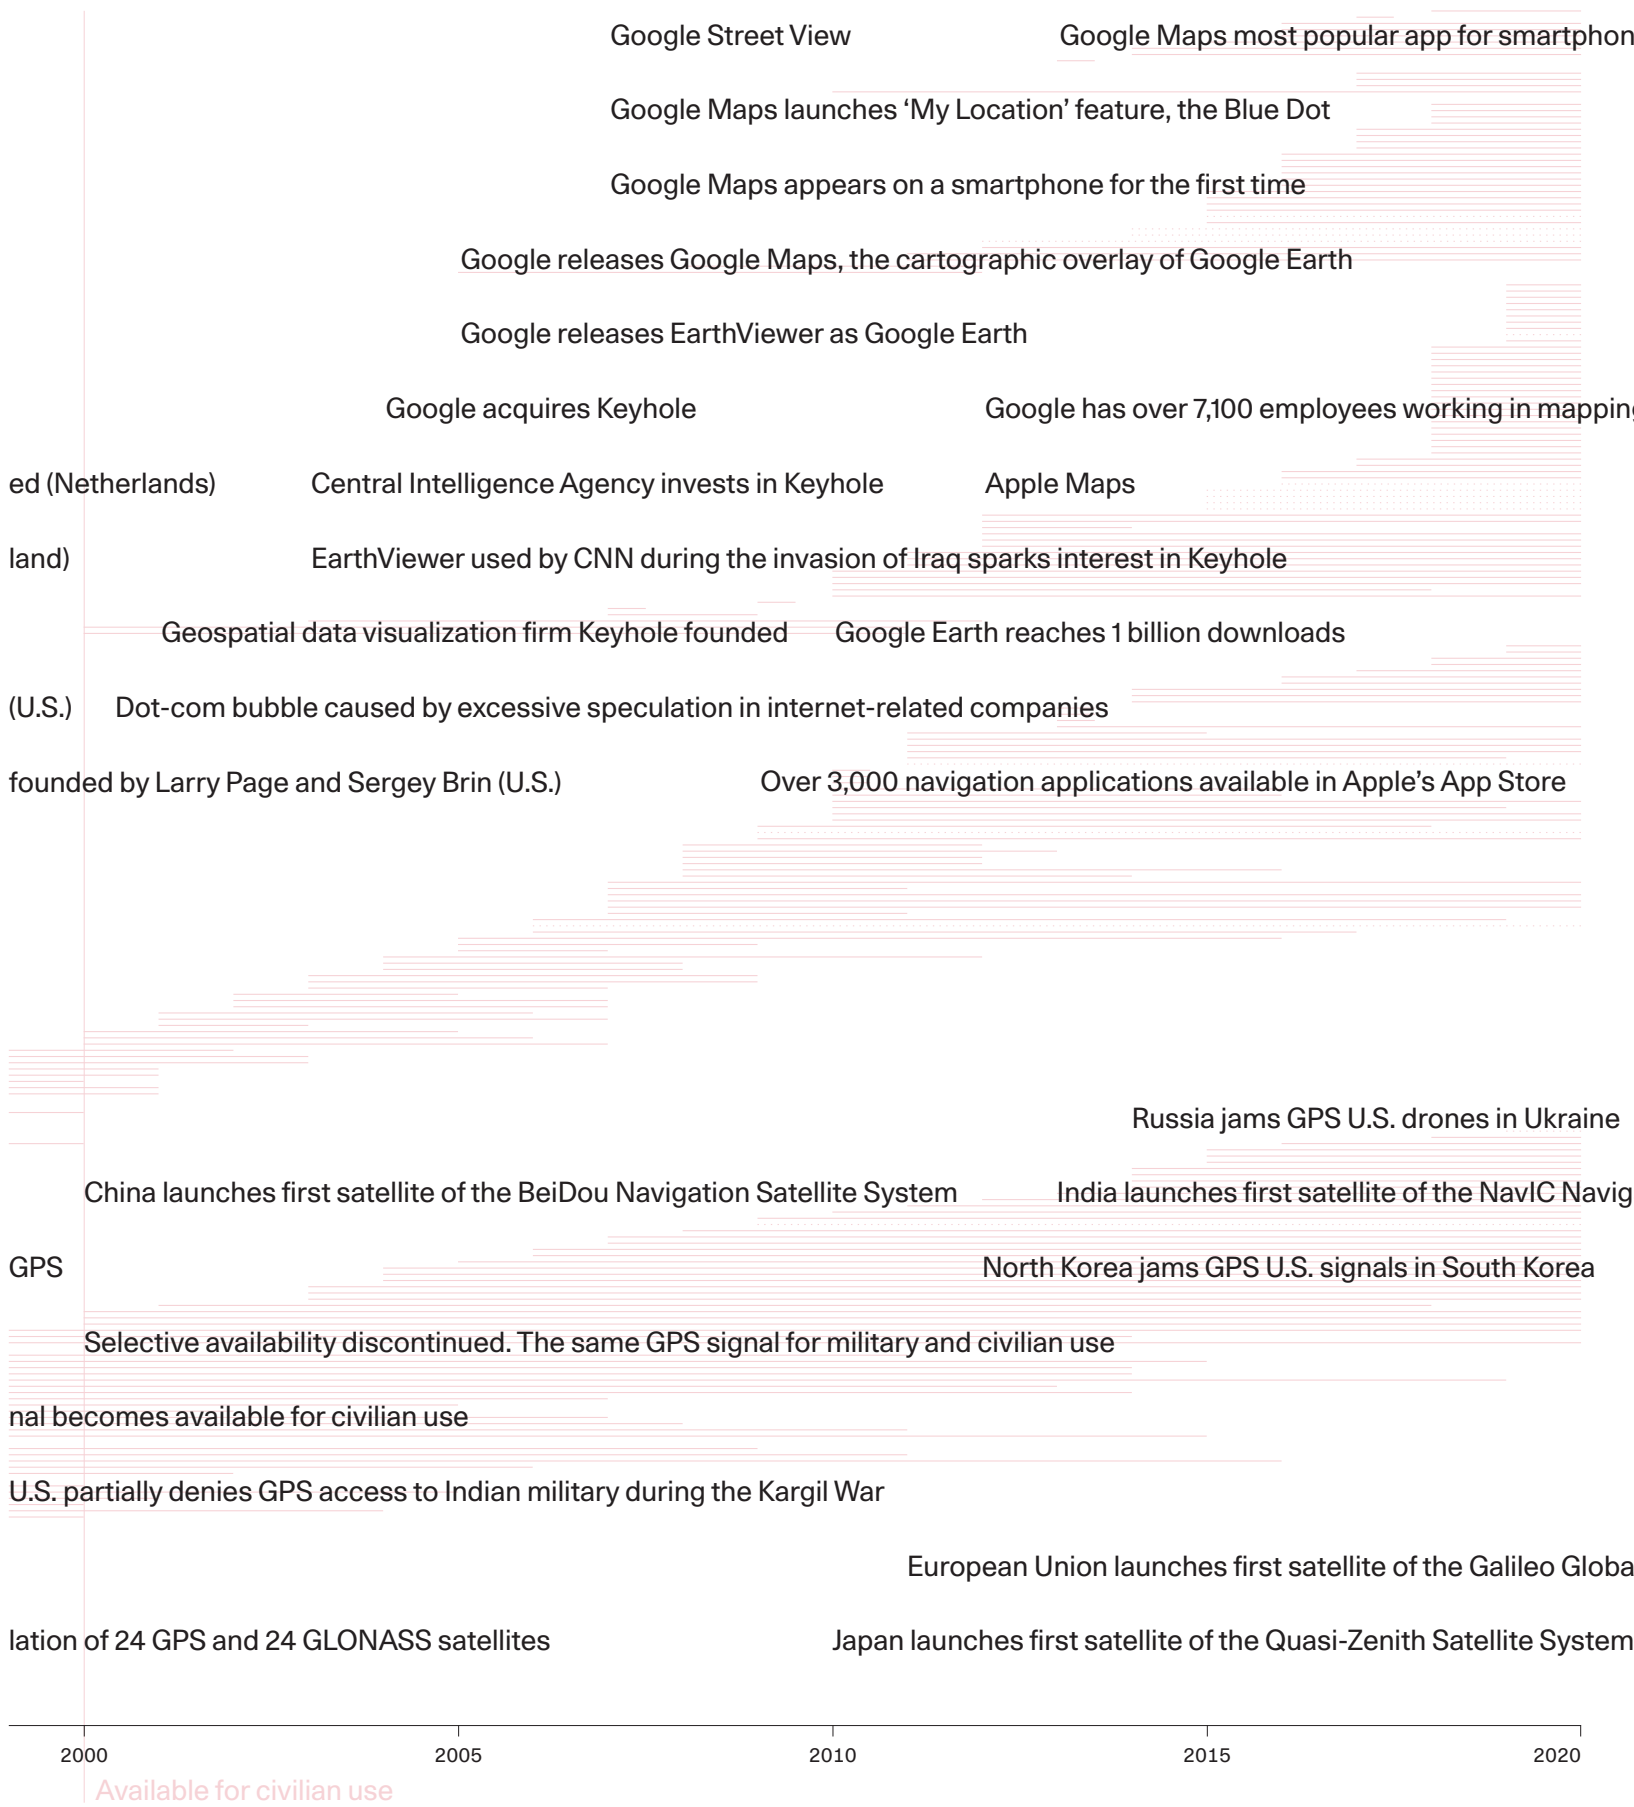 Google Street View
Google Maps most popular app for smartphon
Google Maps launches ‘My Location’ feature, the Blue Dot
Google Maps appears on a smartphone for the first time
Google releases Google Maps, the cartographic overlay of Google Earth
Google releases EarthViewer as Google Earth
Google acquires Keyhole
Google has over 7,100 employees working in mapping
ed (Netherlands)
Central Intelligence Agency invests in Keyhole
Apple Maps
land)
EarthViewer used by CNN during the invasion of Iraq sparks interest in Keyhole
Geospatial data visualization firm Keyhole founded
Google Earth reaches 1 billion downloads
(U.S.)
Dot-com bubble caused by excessive speculation in internet-related companies
founded by Larry Page and Sergey Brin (U.S.)
Over 3,000 navigation applications available in Apple’s App Store
Russia jams GPS U.S. drones in Ukraine
China launches first satellite of the BeiDou Navigation Satellite System
India launches first satellite of the NavIC Navig
GPS
North Korea jams GPS U.S. signals in South Korea
Selective availability discontinued. The same GPS signal for military and civilian use
nal becomes available for civilian use
U.S. partially denies GPS access to Indian military during the Kargil War
European Union launches first satellite of the Galileo Globa
lation of 24 GPS and 24 GLONASS satellites
Japan launches first satellite of the Quasi-Zenith Satellite System
2000
2005
2010
2015
2020
Available for civilian use